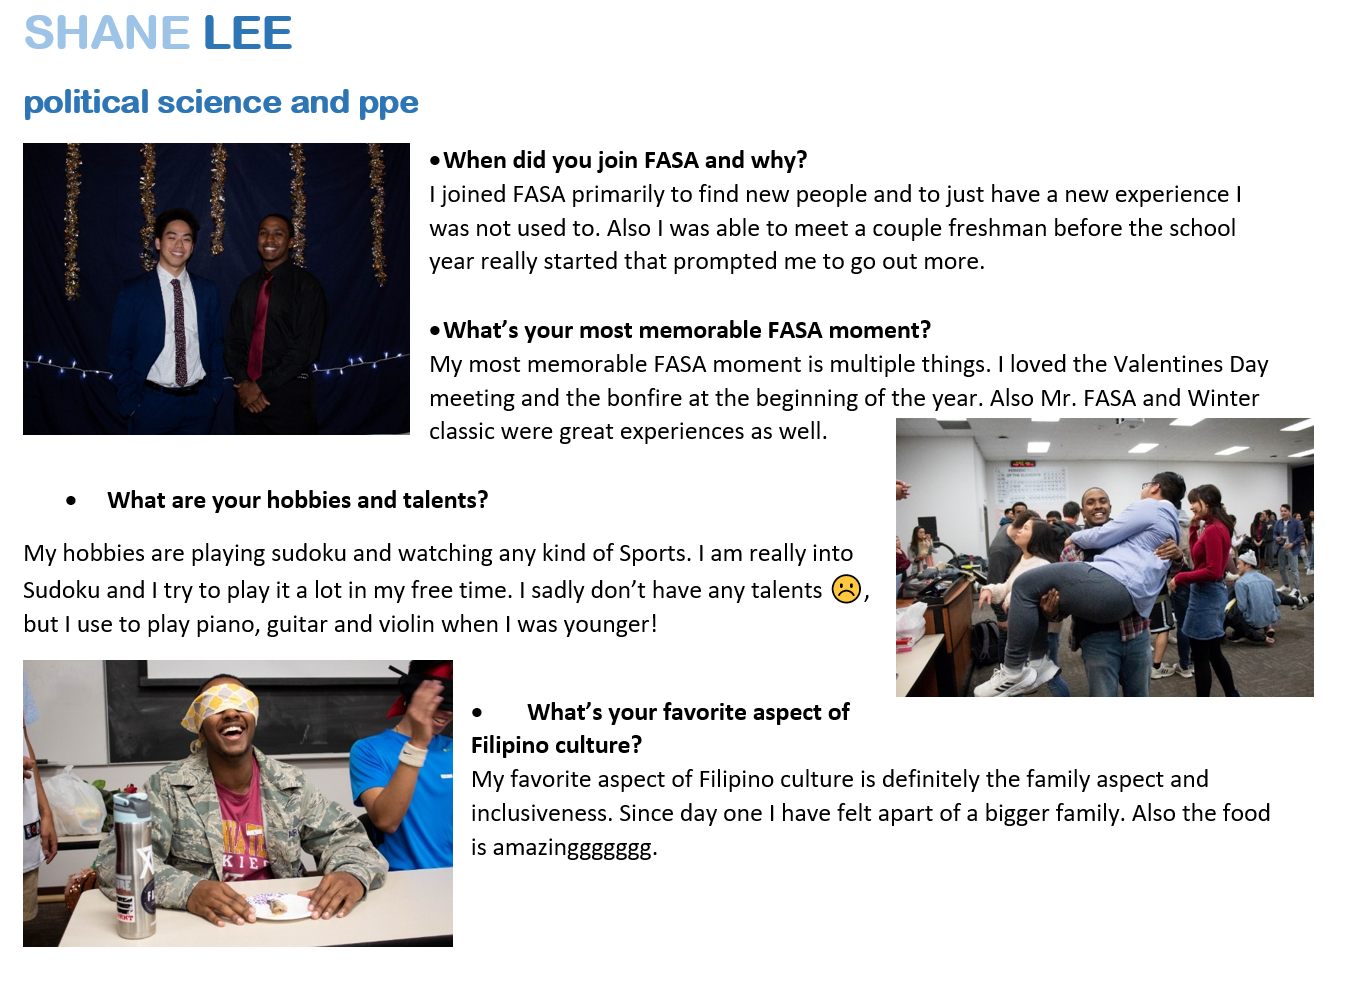 SHANE LEE
political science and ppe
•When did you join FASA and why?
I joined FASA primarily to find new people and to just have a new experience I
was not used to. Also I was able to meet a couple freshman before the school
year really started that prompted me to go out more.
•What’s your most memorable FASA moment?
My most memorable FASA moment is multiple things. I loved the Valentines Day
meeting and the bonfire at the beginning of the year. Also Mr. FASA and Winter
classic were great experiences as well.
• What are your hobbies and talents?
My hobbies are playing sudoku and watching any kind of Sports. I am really into
Sudoku and I try to play it a lot in my free time. I sadly don’t have any talents ☹,
but I use to play piano, guitar and violin when I was younger!
• What’s your favorite aspect of
Filipino culture?
My favorite aspect of Filipino culture is definitely the family aspect and
inclusiveness. Since day one I have felt apart of a bigger family. Also the food
is amazinggggggg.